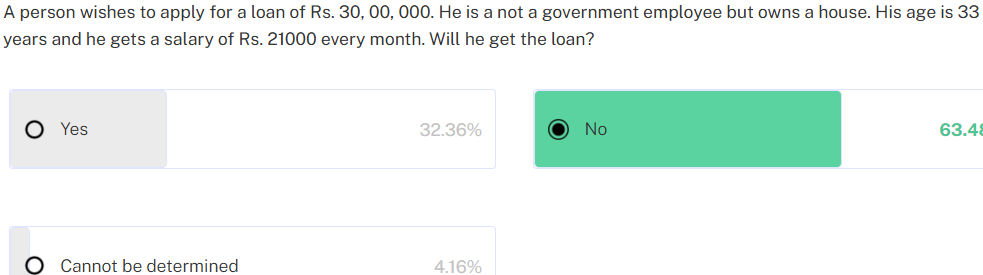 A person wishes to apply for a loan of Rs. 30, 00, 000. He is a not a government employee but owns a house. His age is 33
years and he gets a salary of Rs. 21000 every month. Will he get the loan?
Yes 32.36% No 63.48
Cannot be determined 4.16%